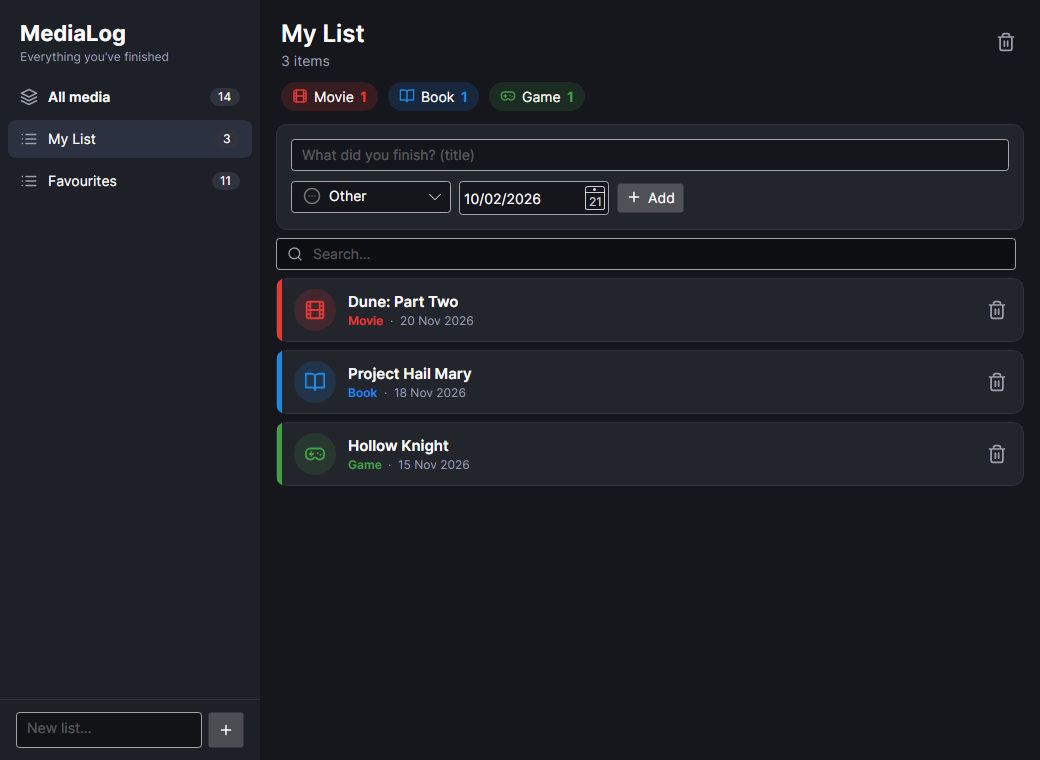 MediaLog
Everything you've finished
All media 14
My List 3
Favourites 11
New list...
+
My List
3 items
Movie 1 Book 1 Game 1
What did you finish? (title)
Other 10/02/2026 21 + Add
Search...
Dune: Part Two
Movie · 20 Nov 2026
Project Hail Mary
Book · 18 Nov 2026
Hollow Knight
Game · 15 Nov 2026